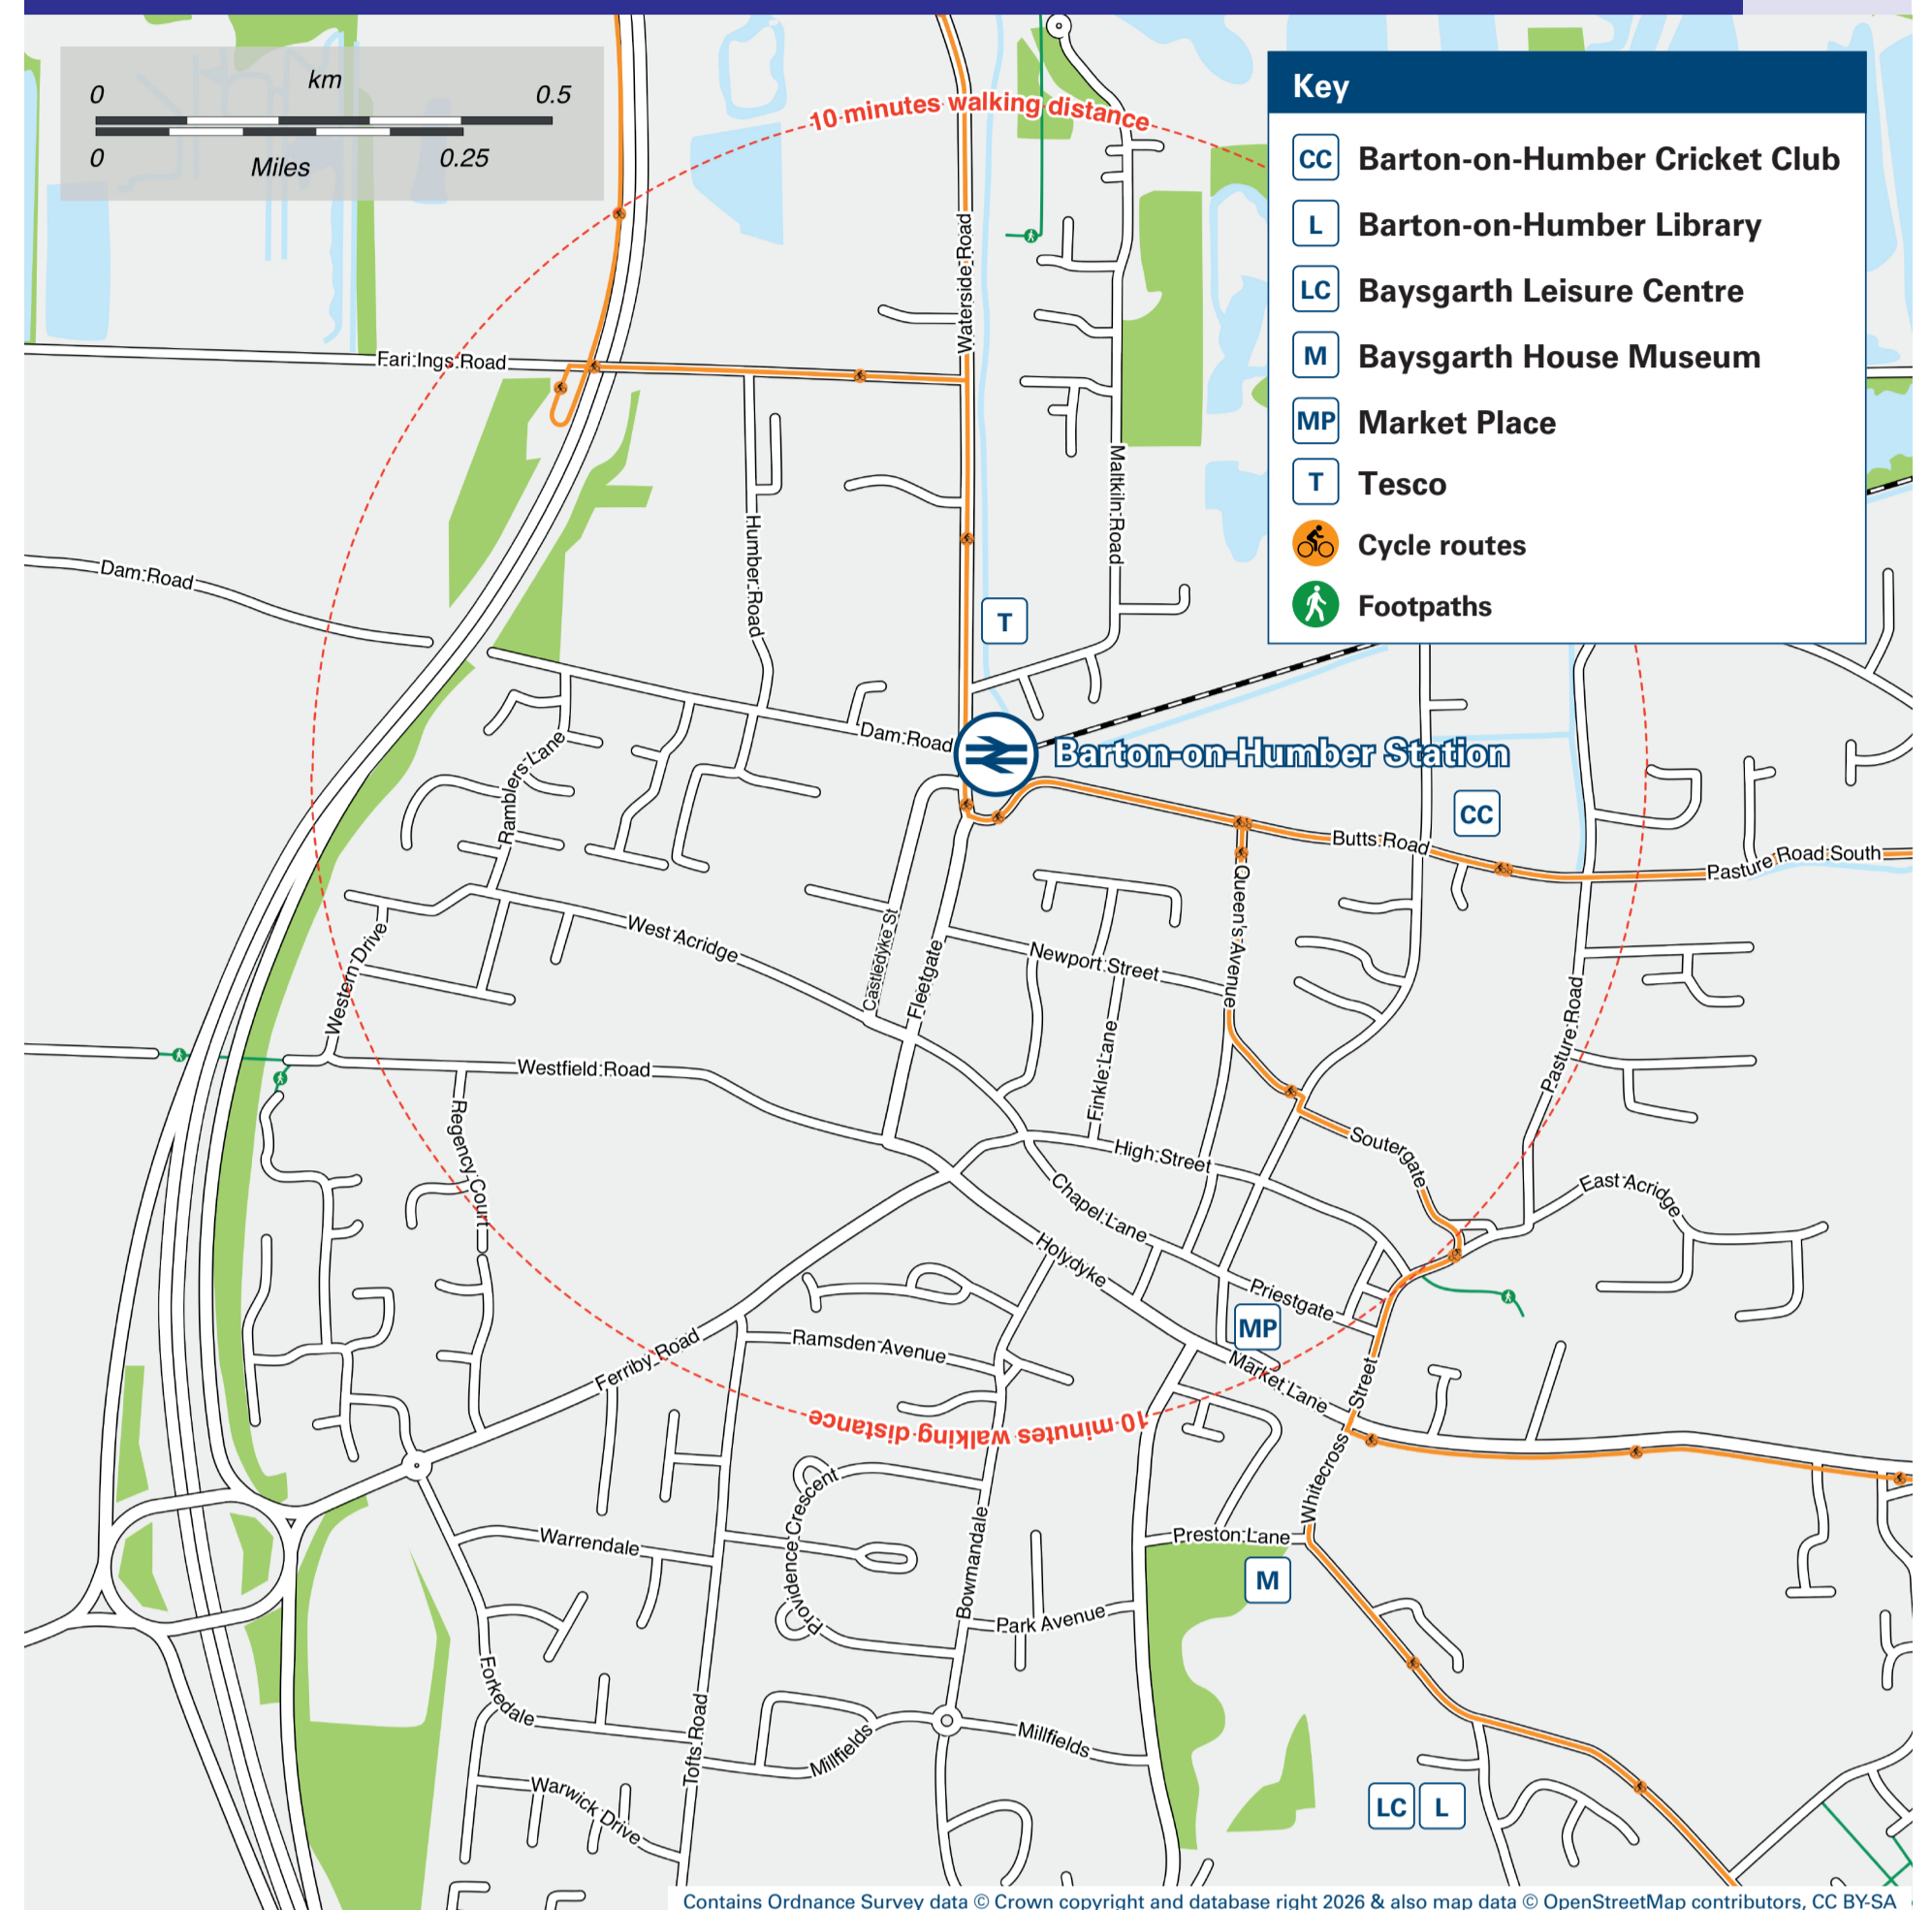 km
0
0.5
0
Miles
0.25
10 minutes walking distance
Key
CC Barton-on-Humber Cricket Club
L Barton-on-Humber Library
LC Baysgarth Leisure Centre
M Baysgarth House Museum
MP Market Place
T Tesco
Cycle routes
Footpaths
Waterside Road
Fari Ings Road
Maltkiln Road
Humber Road
Dam Road
T
Dam Road
Barton-on-Humber Station
Ramblers Lane
CC
Butts Road
Pasture Road South
Queen's Avenue
West Acridge
Castledyke St
Fleetgate
Newport Street
Western Drive
Pasture Road
Finkle Lane
Westfield Road
Regency Court
High Street
Soutergate
East Acridge
Chapel Lane
Holydyke
Priestgate
MP
Ramsden Avenue
Ferriby Road
Market Lane
Whitecross Street
10 minutes walking distance
Providence Crescent
Warrendale
Bowmandale
Preston Lane
M
Park Avenue
Forkedale
Tofts Road
Millfields
Millfields
Warwick Drive
LC L
Contains Ordnance Survey data © Crown copyright and database right 2026 & also map data © OpenStreetMap contributors, CC BY-SA